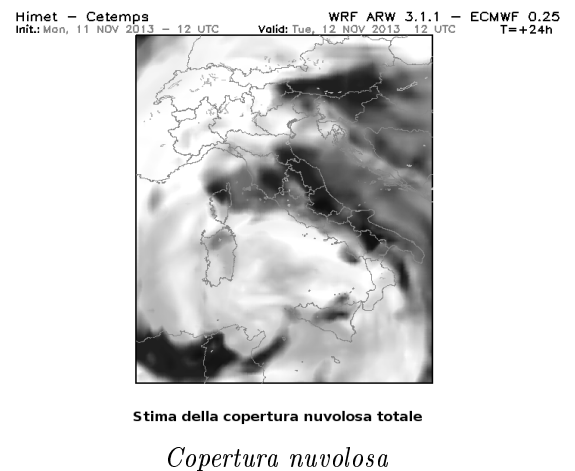 Himet – Cetemps WRF ARW 3.1.1 – ECMWF 0.25
Init.: Mon, 11 NOV 2013 – 12 UTC Valid: Tue, 12 NOV 2013 12 UTC T=+24h
Stima della copertura nuvolosa totale
Copertura nuvolosa